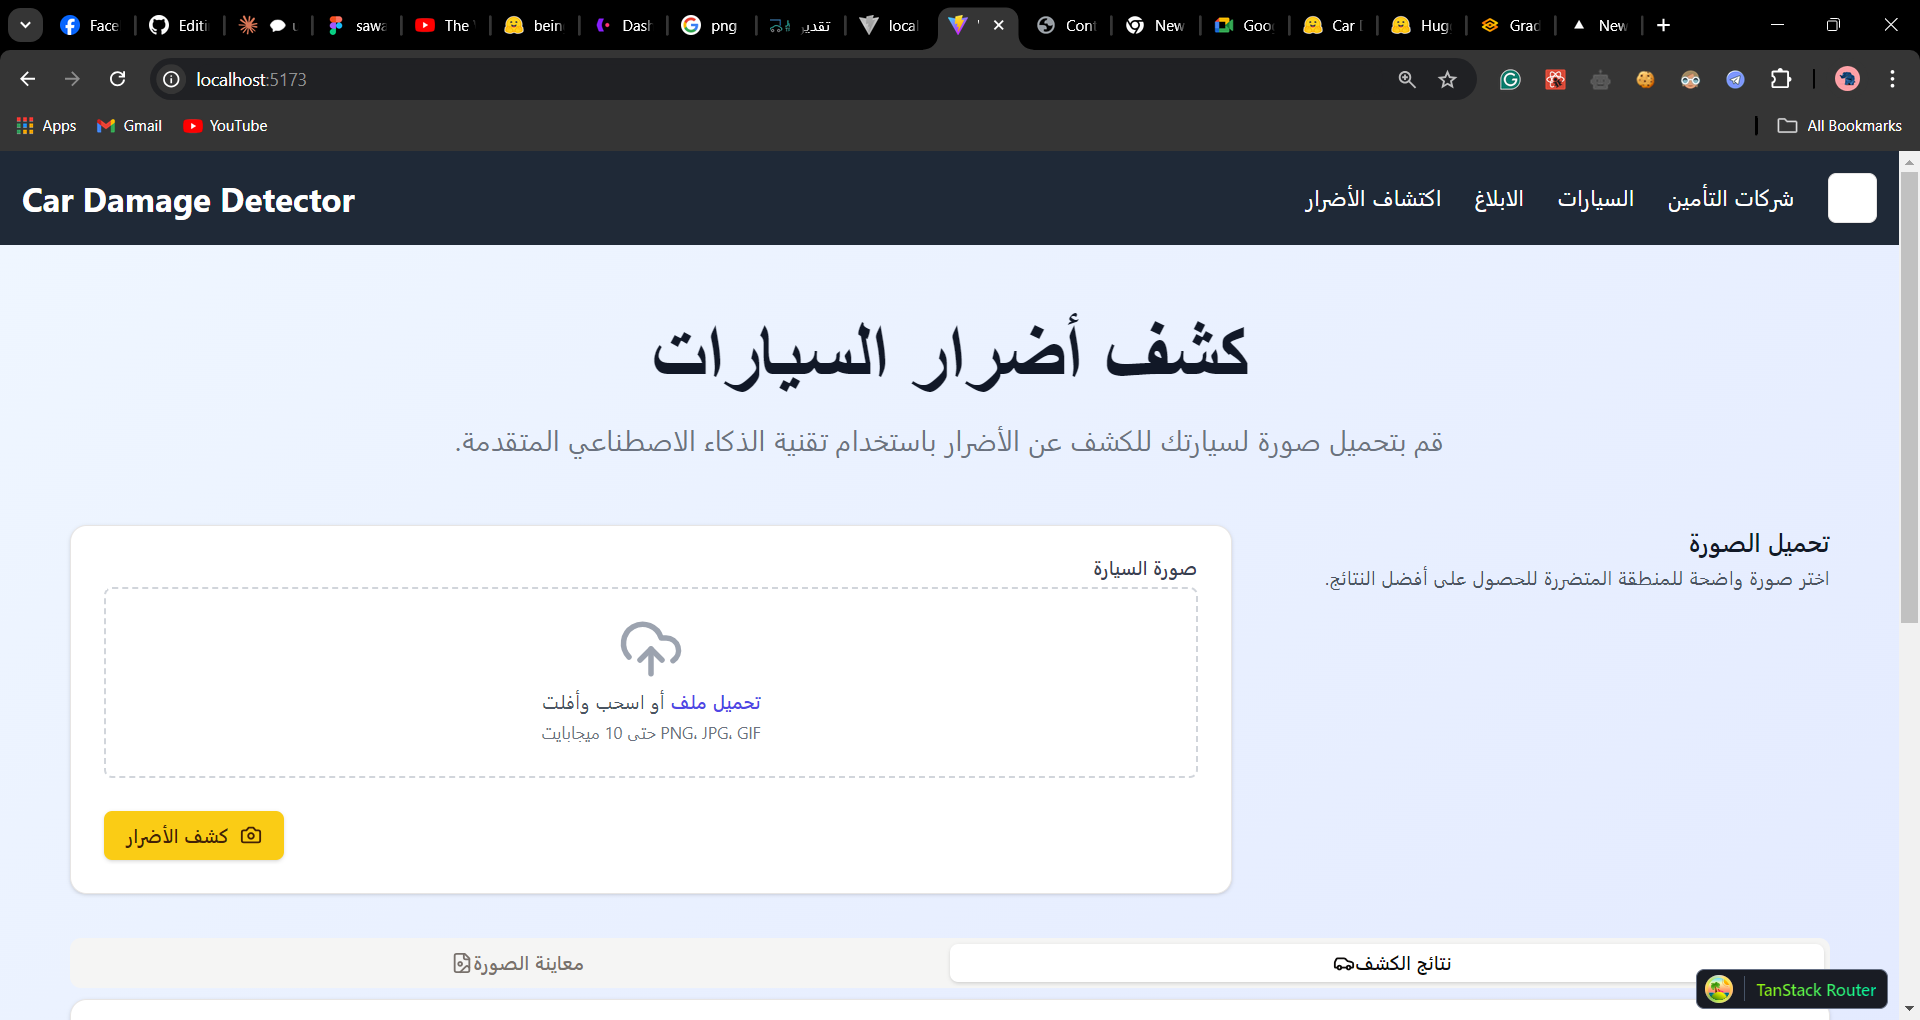 Face
Editi
u
sawa
The
bein
Dash
png
تقدير
local
Cont
New
Goo
Car D
Hug
Grad
New
localhost:5173
Apps
Gmail
YouTube
All Bookmarks
Car Damage Detector
شركات التأمين
السيارات
الابلاغ
اكتشاف الأضرار
كشف أضرار السيارات
قم بتحميل صورة لسيارتك للكشف عن الأضرار باستخدام تقنية الذكاء الاصطناعي المتقدمة.
تحميل الصورة
اختر صورة واضحة للمنطقة المتضررة للحصول على أفضل النتائج.
صورة السيارة
تحميل ملف أو اسحب وأفلت
PNG، JPG، GIF حتى 10 ميجابايت
كشف الأضرار
نتائج الكشف
معاينة الصورة
TanStack Router